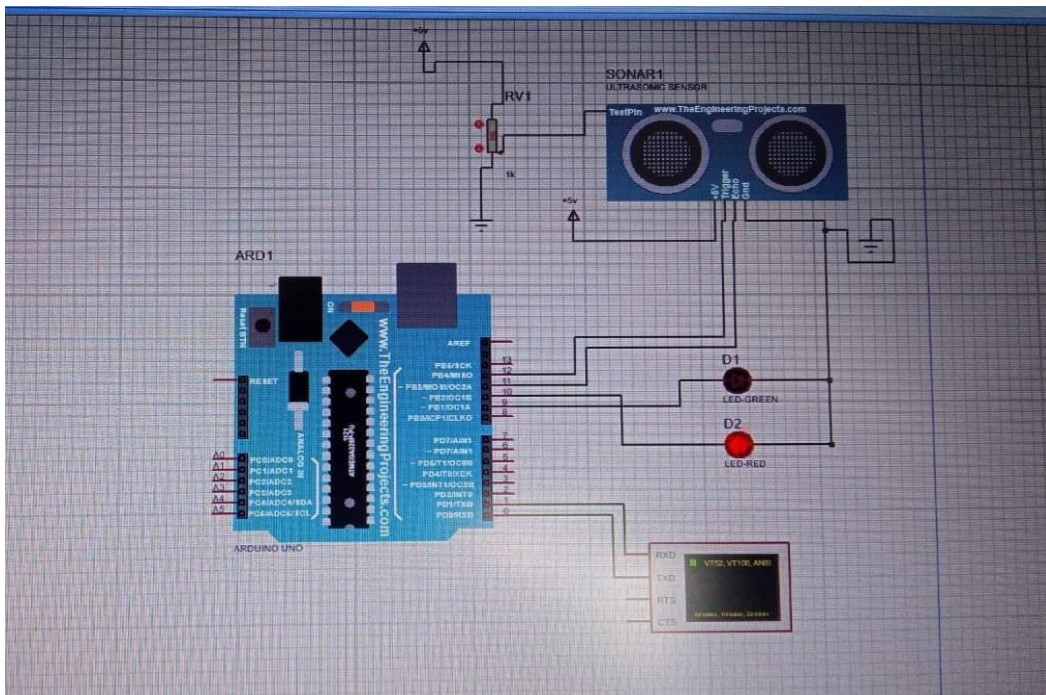 +5v
SONAR1
ULTRASOMIC SENSOR
RV1
TestPin
www.TheEngineeringProjects.com
1k
+5V
Trigger
Echo
Gnd
+5v
ARD1
Reset BTN
ON
www.TheEngineeringProjects.com
AREF
RESET
PB5/SCK
13
PB4/MISO
12
~ PB3/MOSI/OC2A
11
~ PB2/OC1B
10
~ PB1/OC1A
9
PB0/ICP1/CLKO
8
ANALOG IN
PD7/AIN1
7
~ PD7/AIN1
6
~ PD5/T1/OC0B
5
PD4/T0/XCK
4
~ PD3/INT1/OC2B
3
PD2/INT0
2
PD1/TXD
1
PD0/RXD
0
A0
PC0/ADC0
A1
PC1/ADC1
A2
PC2/ADC2
A3
PC3/ADC3
A4
PC4/ADC4/SDA
A5
PC5/ADC5/SCL
ARDUINO UNO
D1
LED-GREEN
D2
LED-RED
RXD
TXD
RTS
CTS
VT52, VT100, ANSI